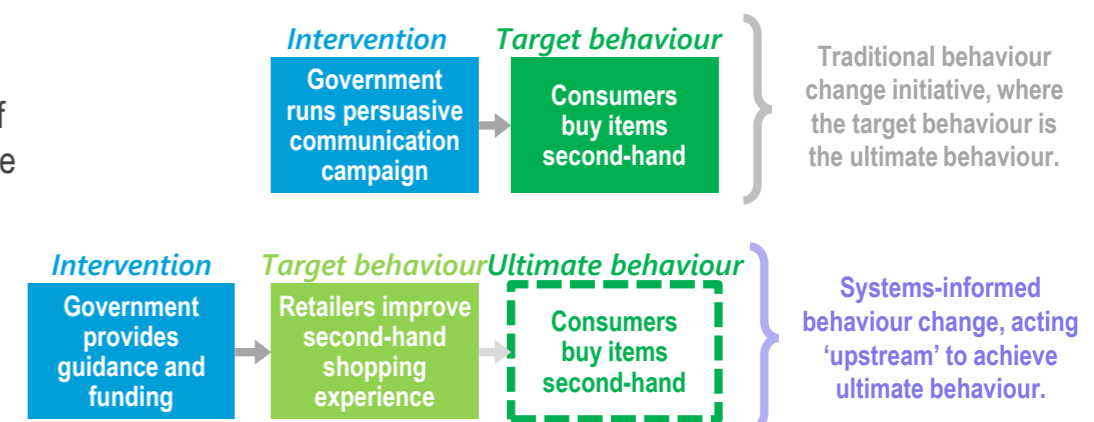 Intervention
Target behaviour
Government
runs persuasive
communication
campaign
Consumers
buy items
second-hand
Traditional behaviour
change initiative, where
the target behaviour is
the ultimate behaviour.
f
e
Intervention
Target behaviour
Ultimate behaviour
Government
provides
guidance and
funding
Retailers improve
second-hand
shopping
experience
Consumers
buy items
second-hand
Systems-informed
behaviour change, acting
‘upstream’ to achieve
ultimate behaviour.